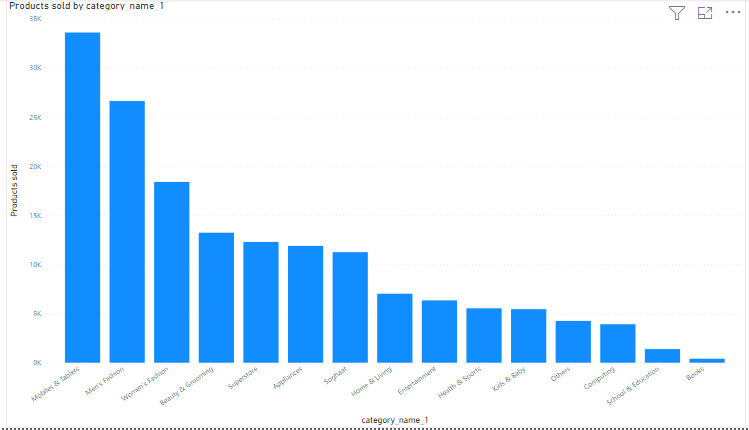 Products sold by category_name_1
35K
30K
25K
20K
15K
10K
5K
0K
Products sold
Mobiles & Tablets
Men's Fashion
Women's Fashion
Beauty & Grooming
Superstore
Appliances
Soghaat
Home & Living
Entertainment
Health & Sports
Kids & Baby
Others
Computing
School & Education
Books
category_name_1